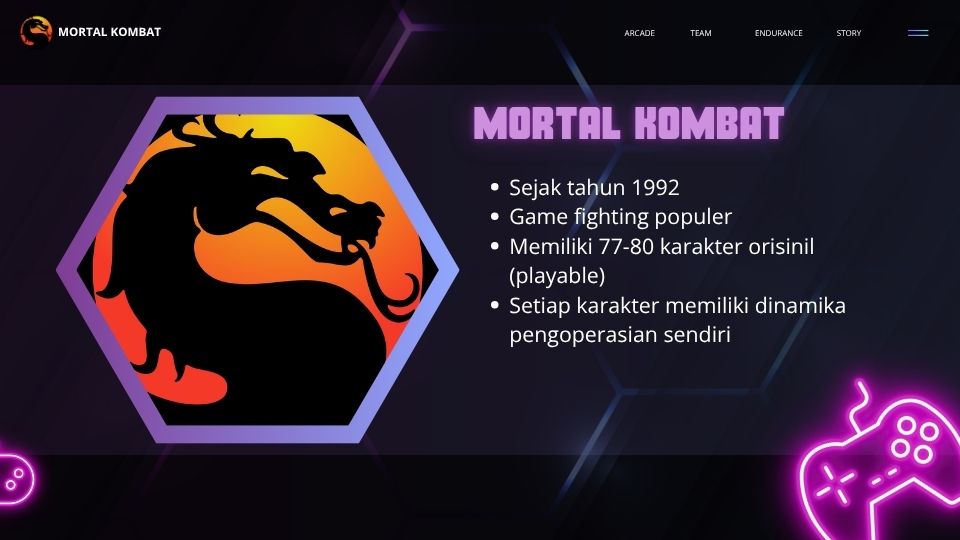 MORTAL KOMBAT
ARCADE TEAM ENDURANCE STORY
MORTAL KOMBAT
• Sejak tahun 1992
• Game fighting populer
• Memiliki 77-80 karakter orisinil
(playable)
• Setiap karakter memiliki dinamika
pengoperasian sendiri